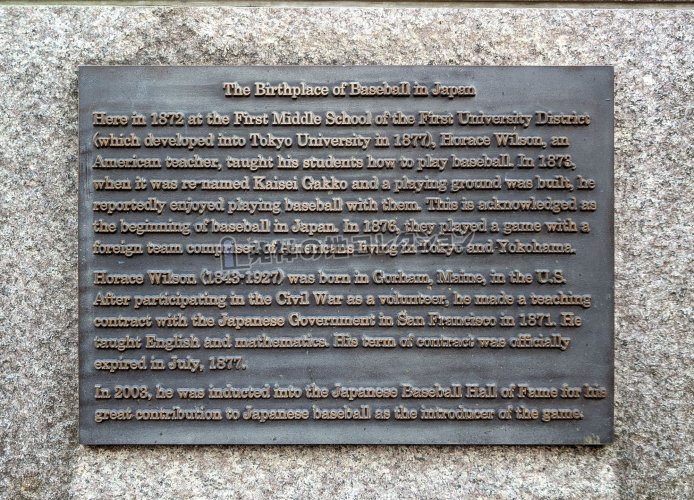 The Birthplace of Baseball in Japan
Here in 1872 at the First Middle School of the First University District
(which developed into Tokyo University in 1877), Horace Wilson, an
American teacher, taught his students how to play baseball. In 1873,
when it was re-named Kaisei Gakko and a playing ground was built, he
reportedly enjoyed playing baseball with them. This is acknowledged as
the beginning of baseball in Japan. In 1876, they played a game with a
foreign team of Tokyo and Yokohama.
Horace Wilson (1843-1927) was born in Gorham, Maine, in the U.S.
After participating in the Civil War as a volunteer, he made a teaching
contract with the Japanese Government in San Francisco in 1871. He
taught English and mathematics. His term of contract was officially
expired in July, 1877.
In 2003, he was inducted into the Japanese Baseball Hall of Fame for his
great contribution to Japanese baseball as the introducer of the game.